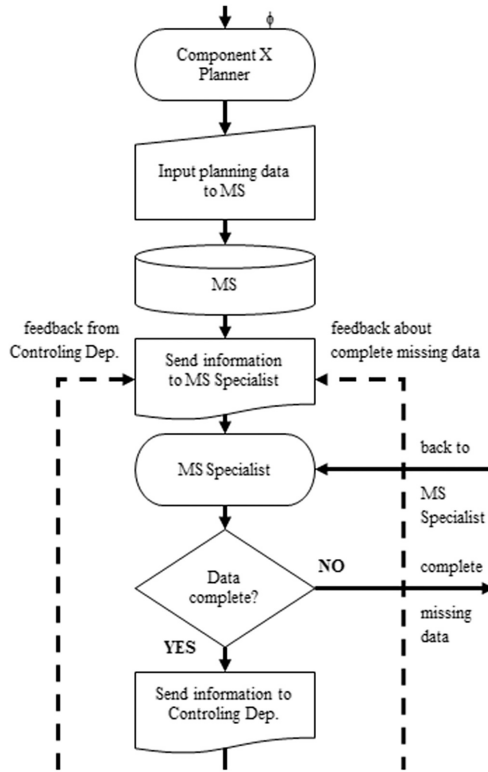 ϕ
Component X
Planner
Input planning data
to MS
MS
feedback from
Controling Dep.
feedback about
complete missing data
Send information
to MS Specialist
MS Specialist
back to
MS
Specialist
Data
complete?
NO
complete
missing
data
YES
Send information to
Controling Dep.